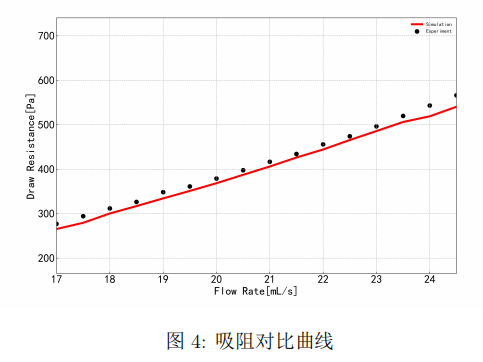 700
600
500
400
300
200
Draw Resistance[Pa]
Simulation
Experiment
17 18 19 20 21 22 23 24
Flow Rate[mL/s]
图 4: 吸阻对比曲线